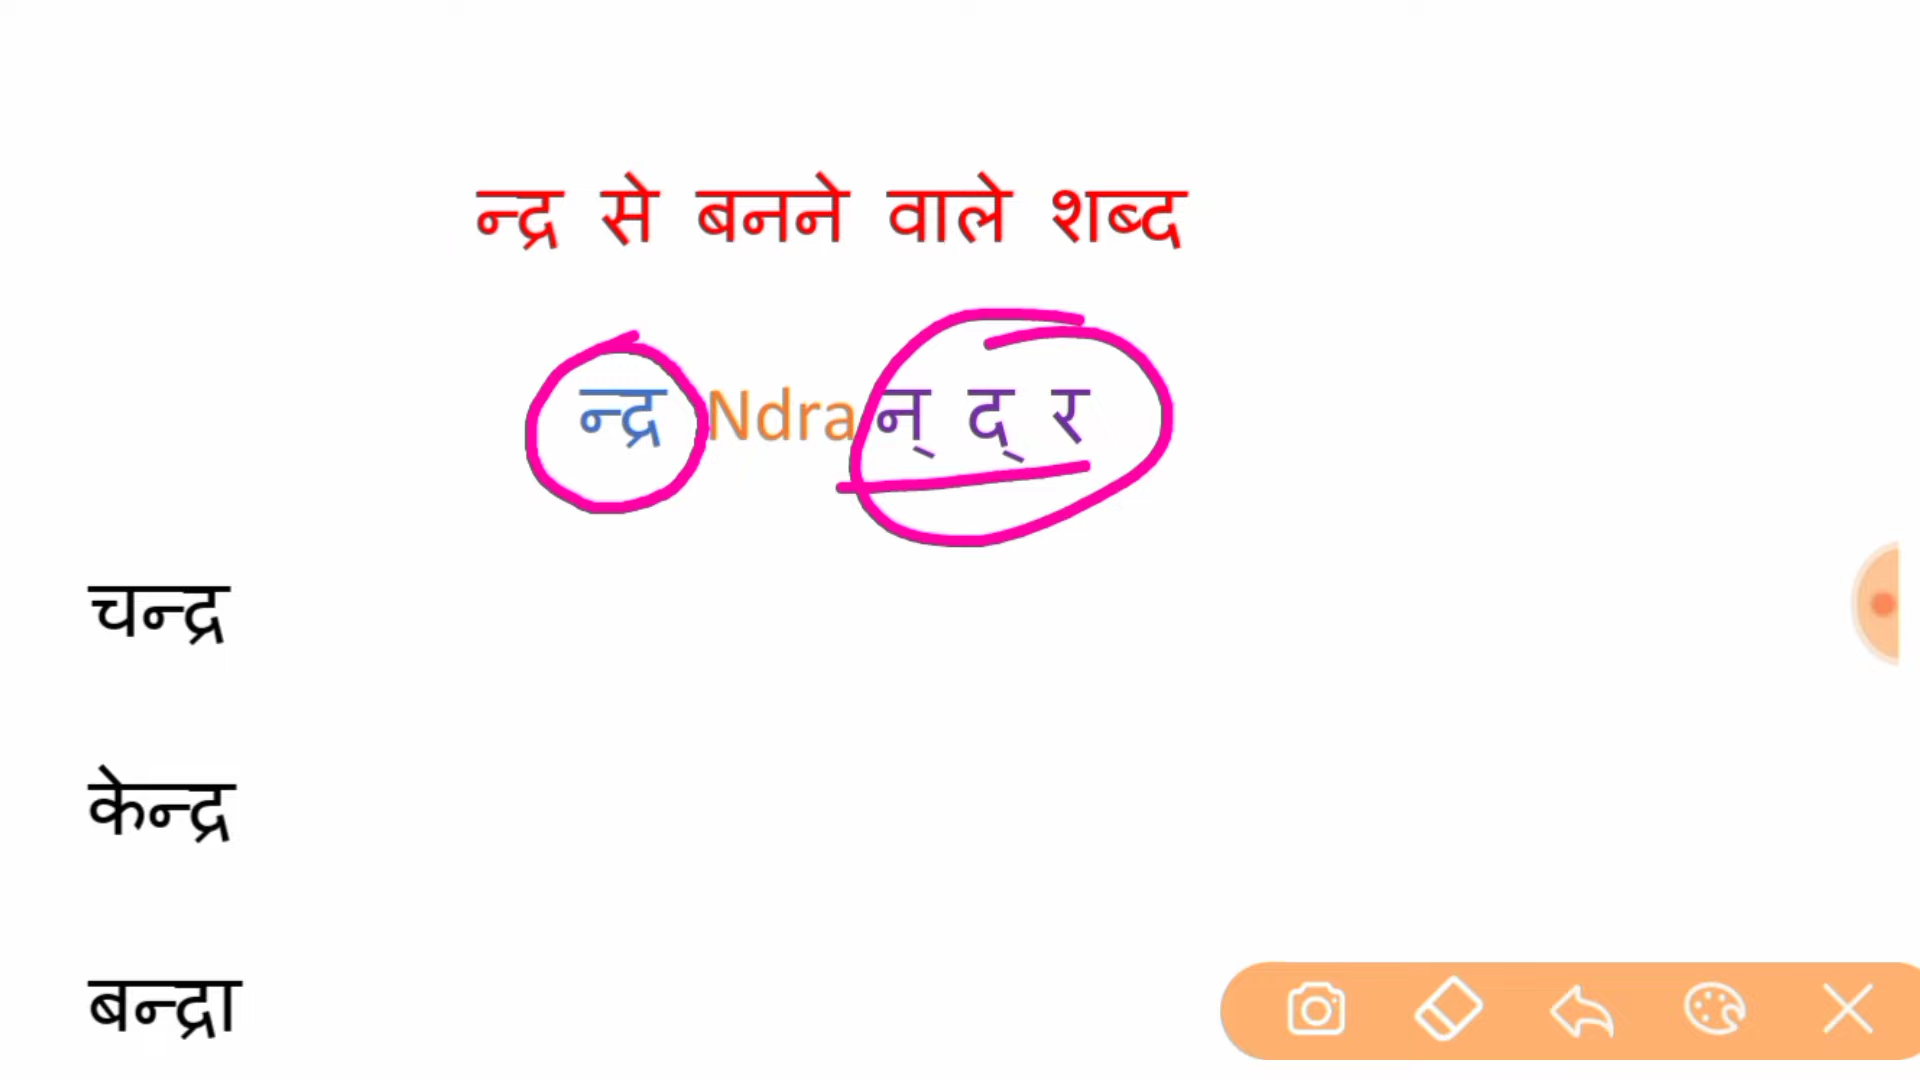 न्द्र से बनने वाले शब्द
न्द्र Ndra न् द् र
चन्द्र
केन्द्र
बन्द्रा